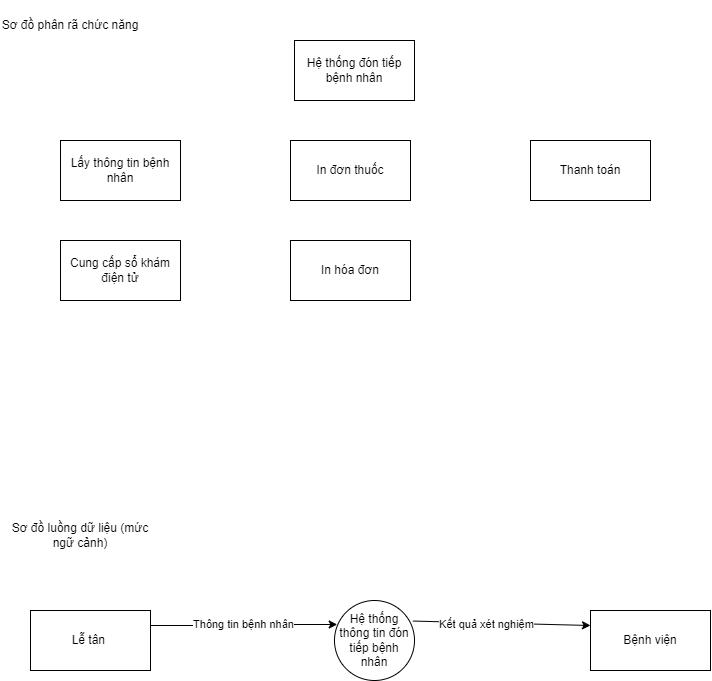 Sơ đồ phân rã chức năng
Hệ thống đón tiếp
bệnh nhân
Lấy thông tin bệnh
nhân
In đơn thuốc
Thanh toán
Cung cấp sổ khám
điện tử
In hóa đơn
Sơ đồ luồng dữ liệu (mức
ngữ cảnh)
Lễ tân
Thông tin bệnh nhân
Hệ thống
thông tin đón
tiếp bệnh
nhân
Kết quả xét nghiệm
Bệnh viện